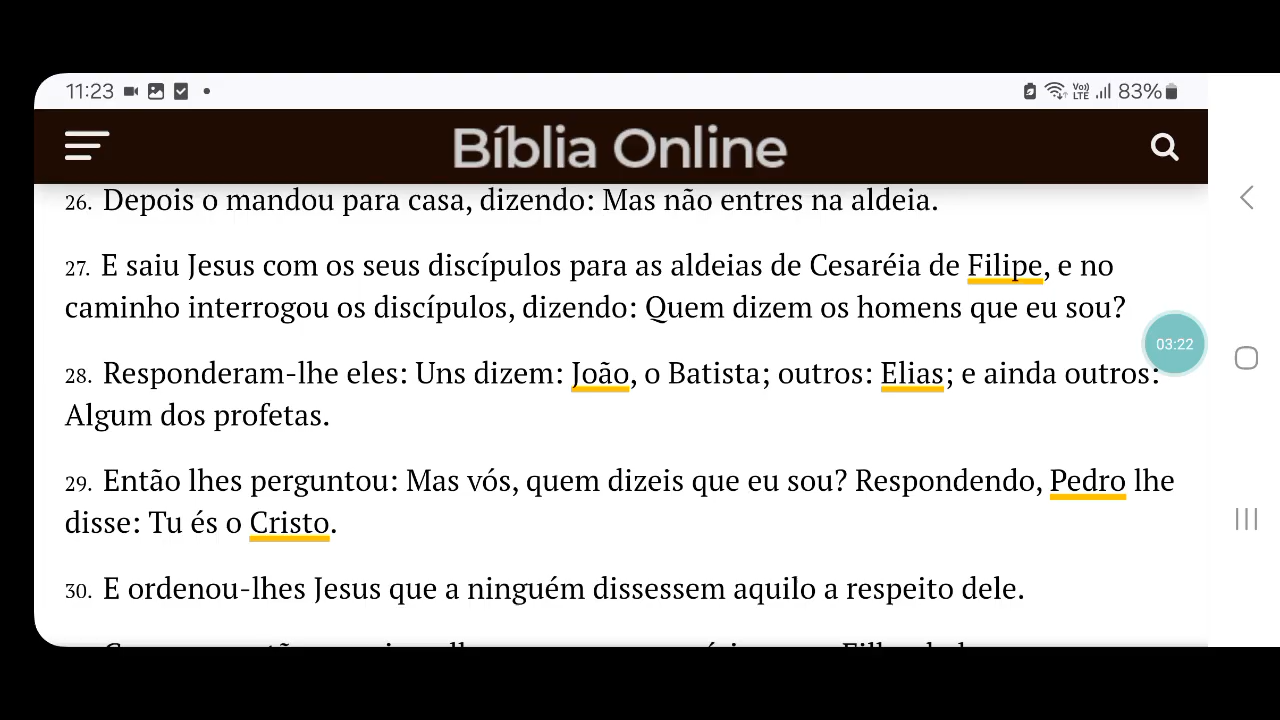 11:23
VoLTE 83%
Bíblia Online
26. Depois o mandou para casa, dizendo: Mas não entres na aldeia.
27. E saiu Jesus com os seus discípulos para as aldeias de Cesaréia de Filipe, e no
caminho interrogou os discípulos, dizendo: Quem dizem os homens que eu sou?
03:22
28. Responderam-lhe eles: Uns dizem: João, o Batista; outros: Elias; e ainda outros:
Algum dos profetas.
29. Então lhes perguntou: Mas vós, quem dizeis que eu sou? Respondendo, Pedro lhe
disse: Tu és o Cristo.
30. E ordenou-lhes Jesus que a ninguém dissessem aquilo a respeito dele.